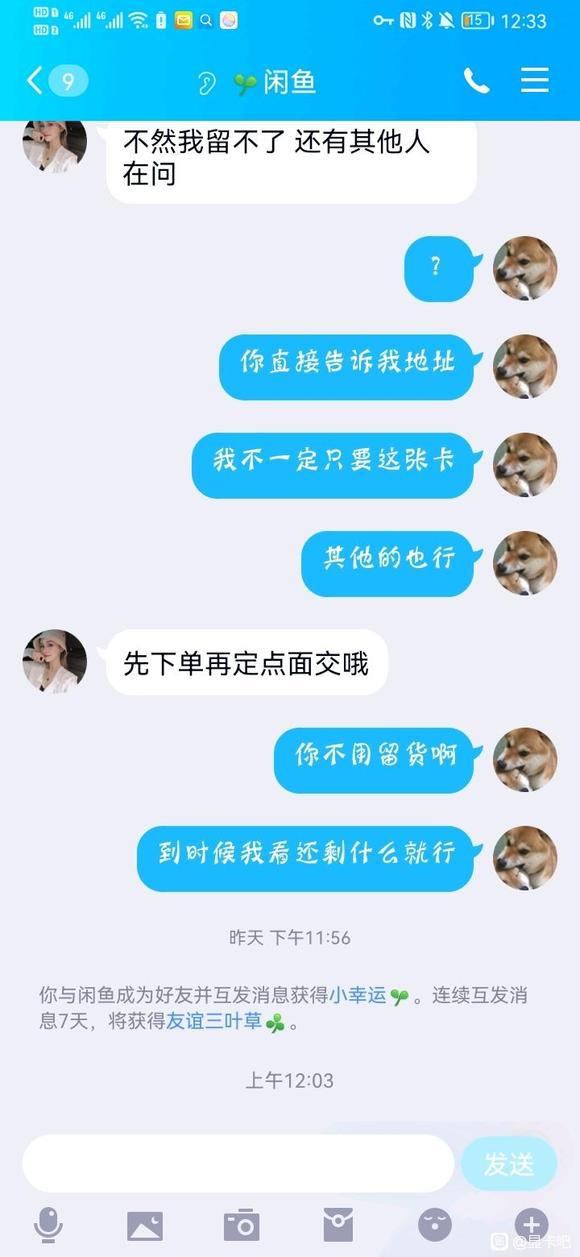 HD 1 4G 4G 15 12:33
HD 2
9 闲鱼
不然我留不了 还有其他人
在问
?
你直接告诉我地址
我不一定只要这张卡
其他的也行
先下单再定点面交哦
你不用留货啊
到时候我看还剩什么就行
昨天 下午11:56
你与闲鱼成为好友并互发消息获得小幸运。连续互发消
息7天，将获得友谊三叶草。
上午12:03
发送
@显卡吧